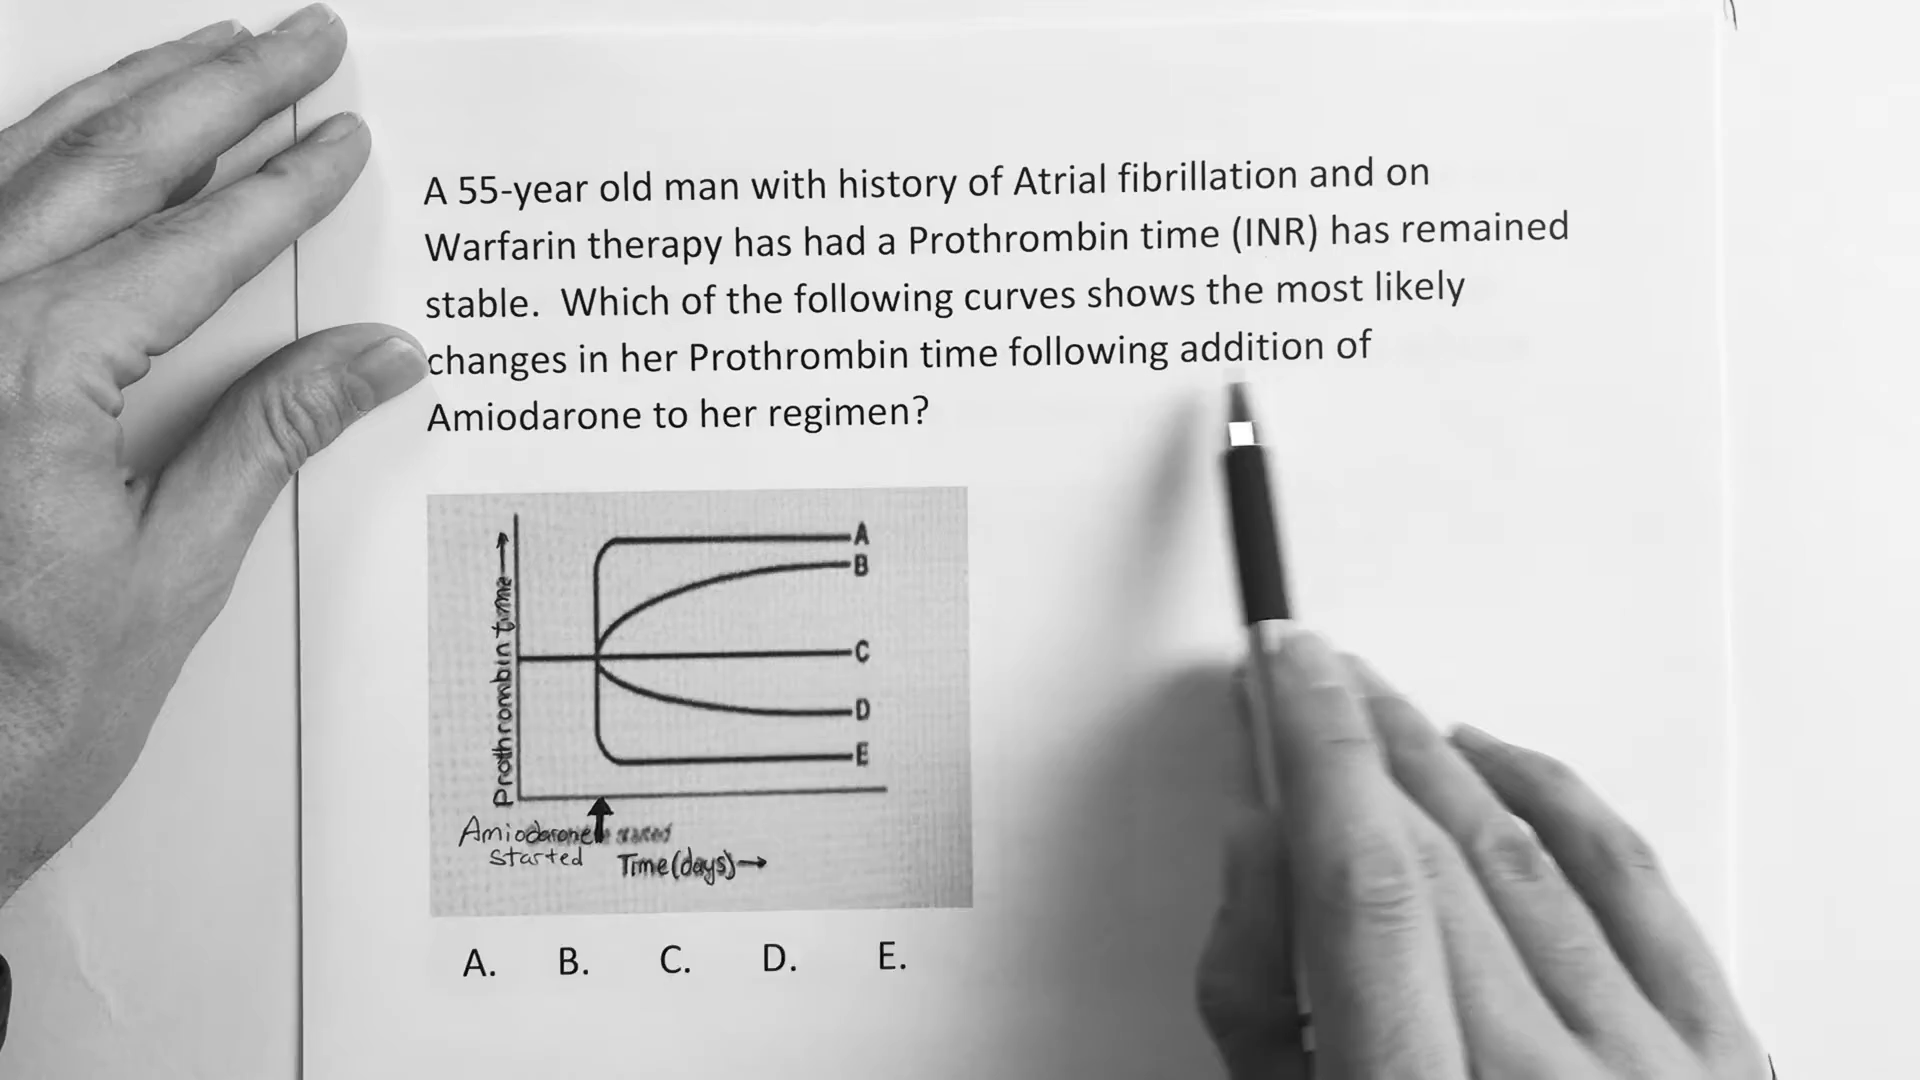 A 55-year old man with history of Atrial fibrillation and on
Warfarin therapy has had a Prothrombin time (INR) has remained
stable. Which of the following curves shows the most likely
changes in her Prothrombin time following addition of
Amiodarone to her regimen?
A
B
Prothrombin time
C
D
E
Amiodarone
started
Time (days)
A. B. C. D. E.